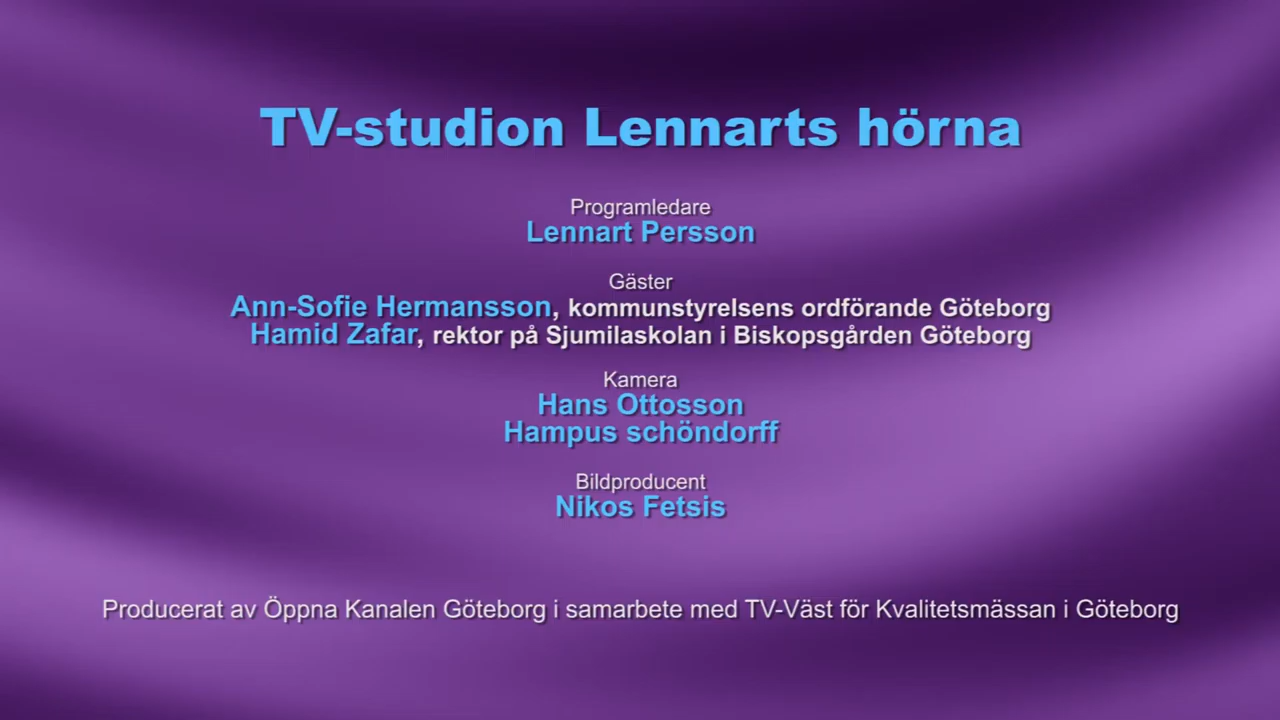 TV-studion Lennarts hörna
Programledare
Lennart Persson
Gäster
Ann-Sofie Hermansson, kommunstyrelsens ordförande Göteborg
Hamid Zafar, rektor på Sjumilaskolan i Biskopsgården Göteborg
Kamera
Hans Ottosson
Hampus schöndorff
Bildproducent
Nikos Fetsis
Producerat av Öppna Kanalen Göteborg i samarbete med TV-Väst för Kvalitetsmässan i Göteborg